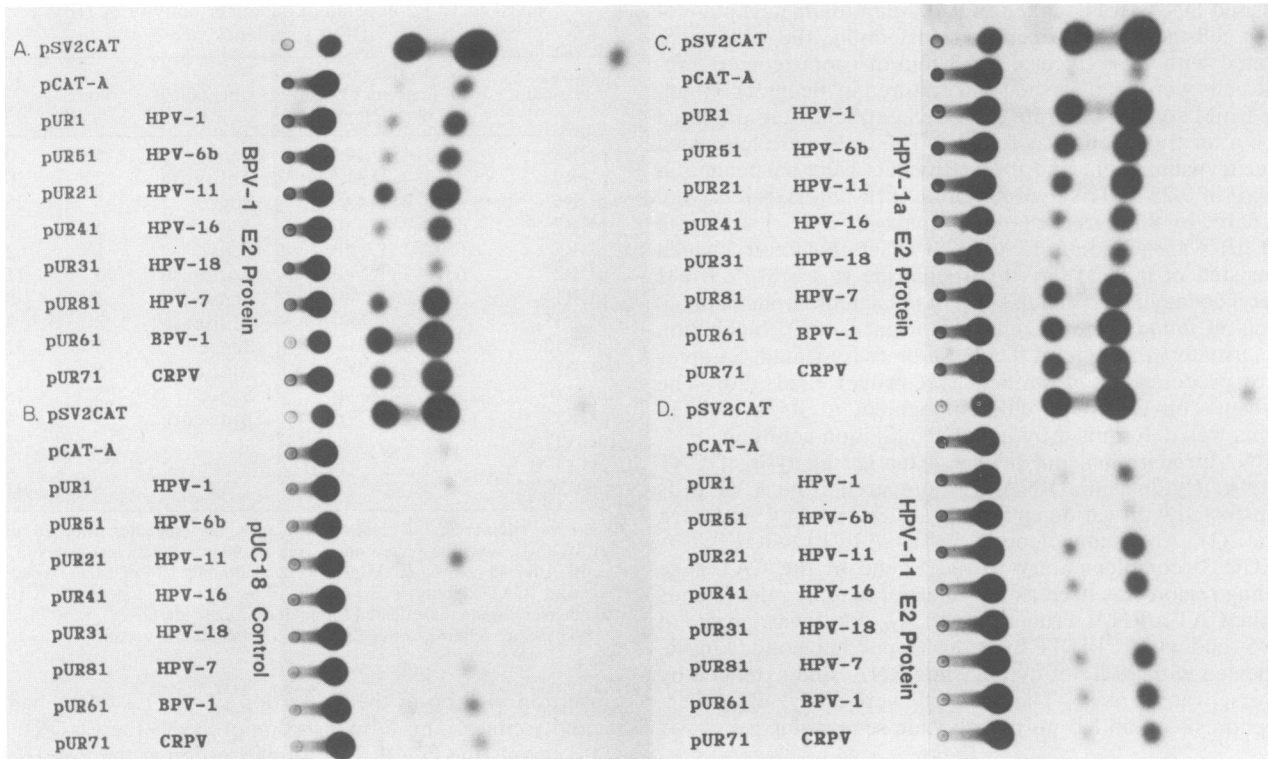 A. pSV2CAT
pCAT-A
pUR1 HPV-1
pUR51 HPV-6b
pUR21 HPV-11
pUR41 HPV-16
pUR31 HPV-18
pUR81 HPV-7
pUR61 BPV-1
pUR71 CRPV
BPV-1 E2 Protein
B. pSV2CAT
pCAT-A
pUR1 HPV-1
pUR51 HPV-6b
pUR21 HPV-11
pUR41 HPV-16
pUR31 HPV-18
pUR81 HPV-7
pUR61 BPV-1
pUR71 CRPV
pUC18 Control
C. pSV2CAT
pCAT-A
pUR1 HPV-1
pUR51 HPV-6b
pUR21 HPV-11
pUR41 HPV-16
pUR31 HPV-18
pUR81 HPV-7
pUR61 BPV-1
pUR71 CRPV
HPV-1a E2 Protein
D. pSV2CAT
pCAT-A
pUR1 HPV-1
pUR51 HPV-6b
pUR21 HPV-11
pUR41 HPV-16
pUR31 HPV-18
pUR81 HPV-7
pUR61 BPV-1
pUR71 CRPV
HPV-11 E2 Protein